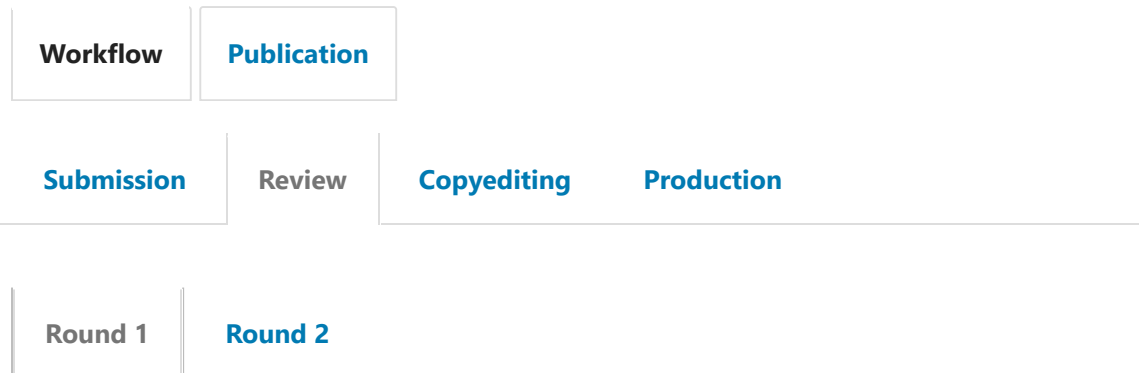 Workflow Publication
Submission Review Copyediting Production
Round 1 Round 2